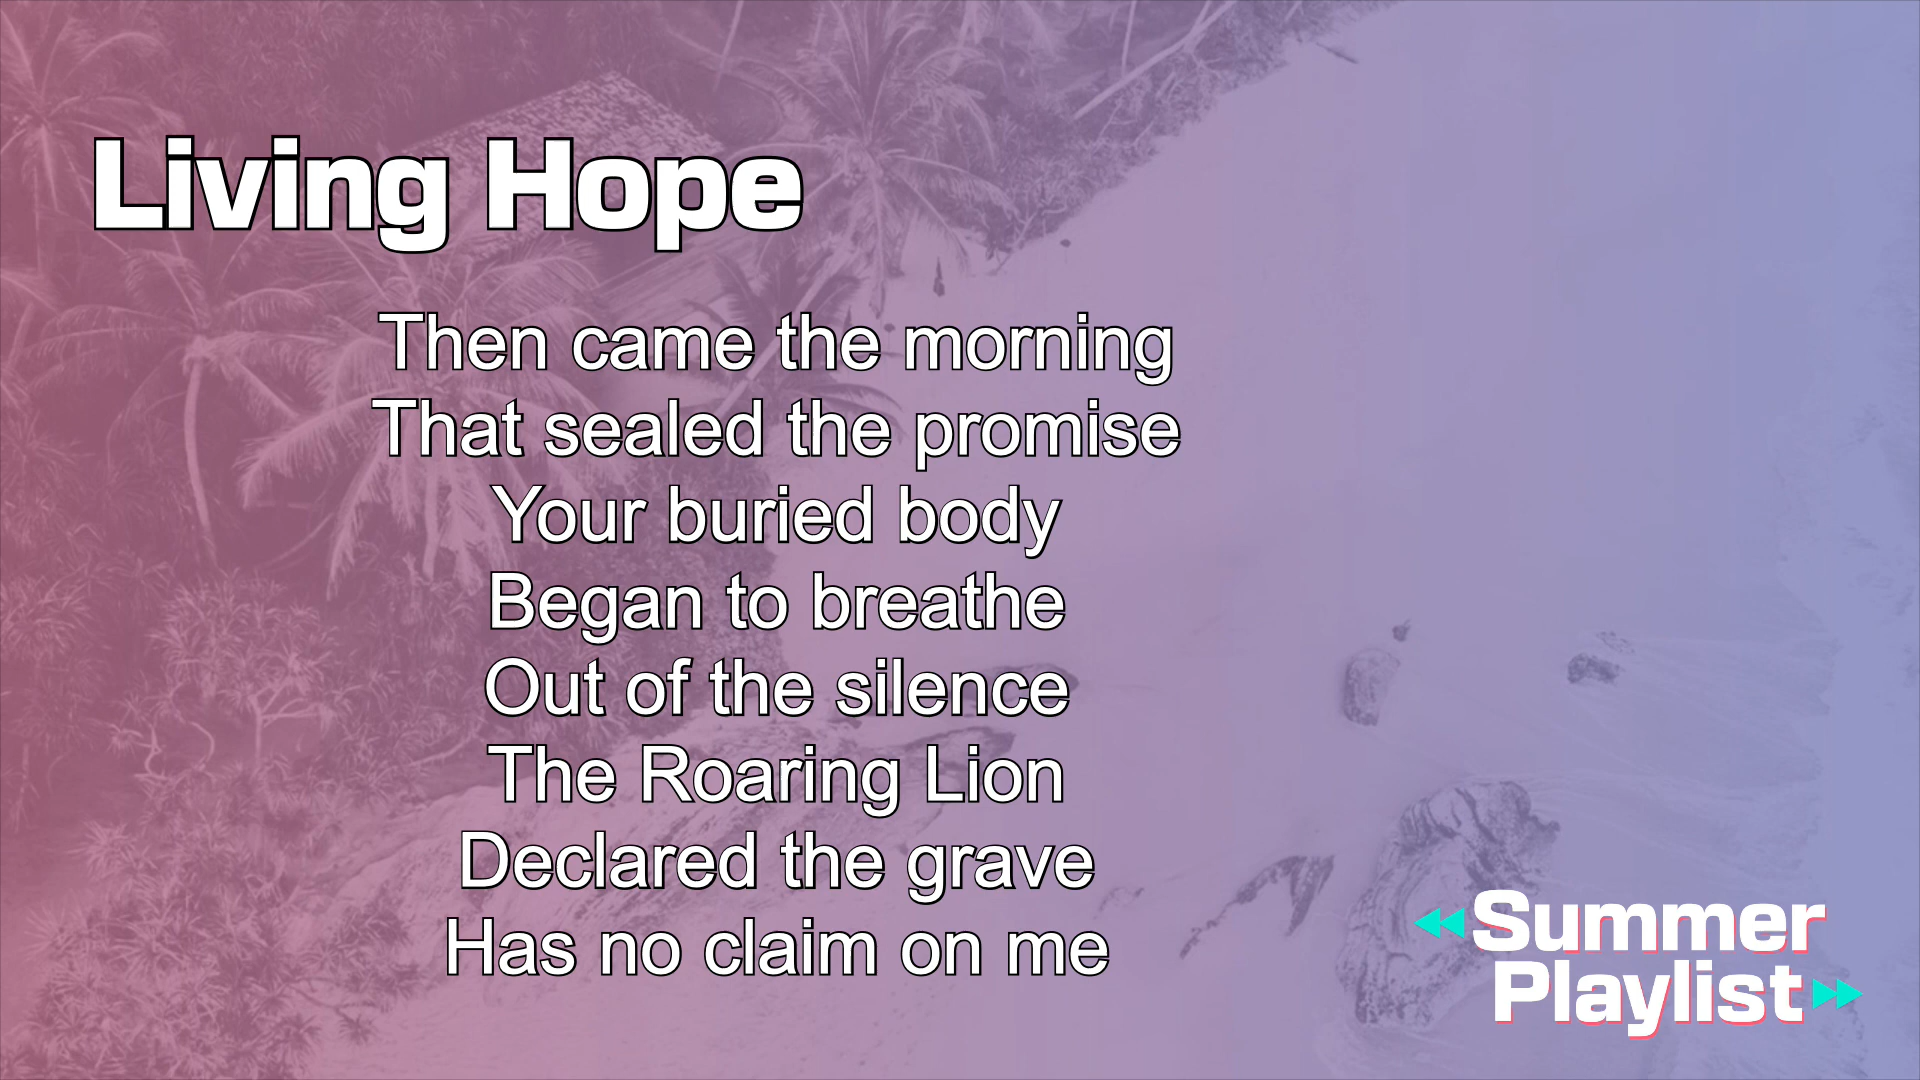 Living Hope
Then came the morning
That sealed the promise
Your buried body
Began to breathe
Out of the silence
The Roaring Lion
Declared the grave
Has no claim on me
Summer
Playlist